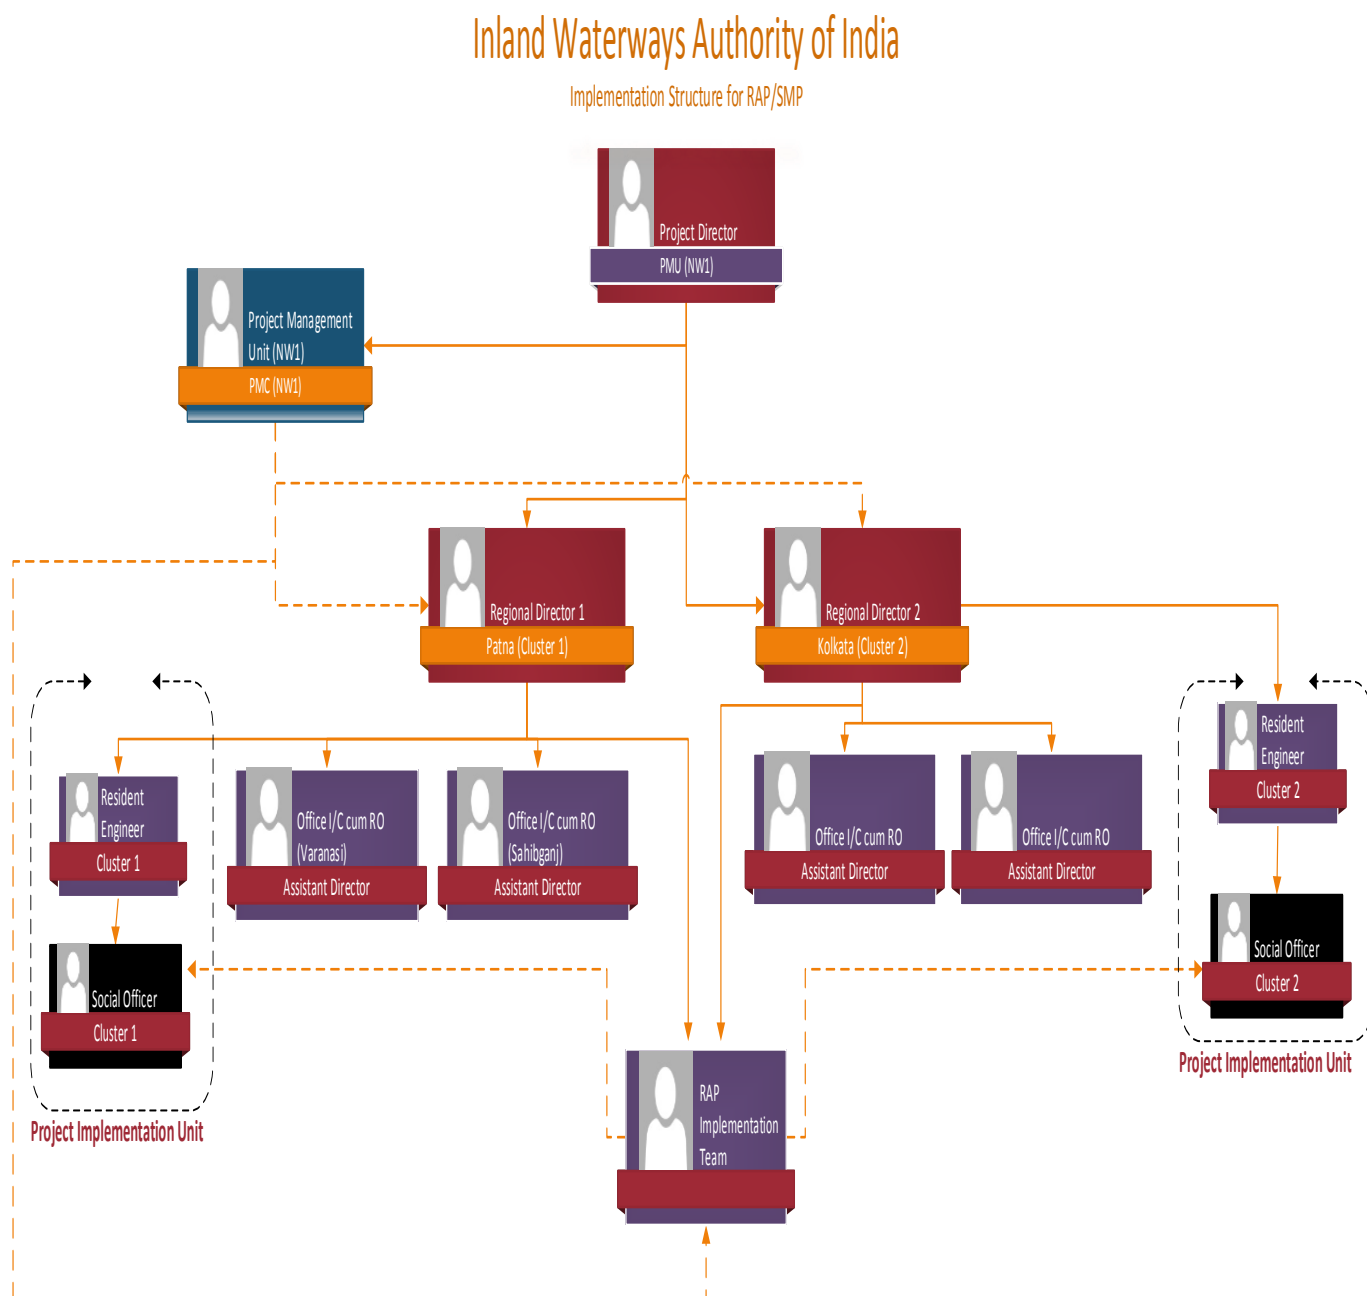 Inland Waterways Authority of India
Implementation Structure for RAP/SMP
Project Director
PMU (NW1)
Project Management
Unit (NW1)
PMC (NW1)
Regional Director 1
Patna (Cluster 1)
Regional Director 2
Kolkata (Cluster 2)
Resident
Engineer
Cluster 1
Office I/C cum RO
(Varanasi)
Assistant Director
Office I/C cum RO
(Sahibganj)
Assistant Director
Office I/C cum RO
Assistant Director
Office I/C cum RO
Assistant Director
Resident
Engineer
Cluster 2
Social Officer
Cluster 1
Social Officer
Cluster 2
Project Implementation Unit
Project Implementation Unit
RAP
Implementation
Team